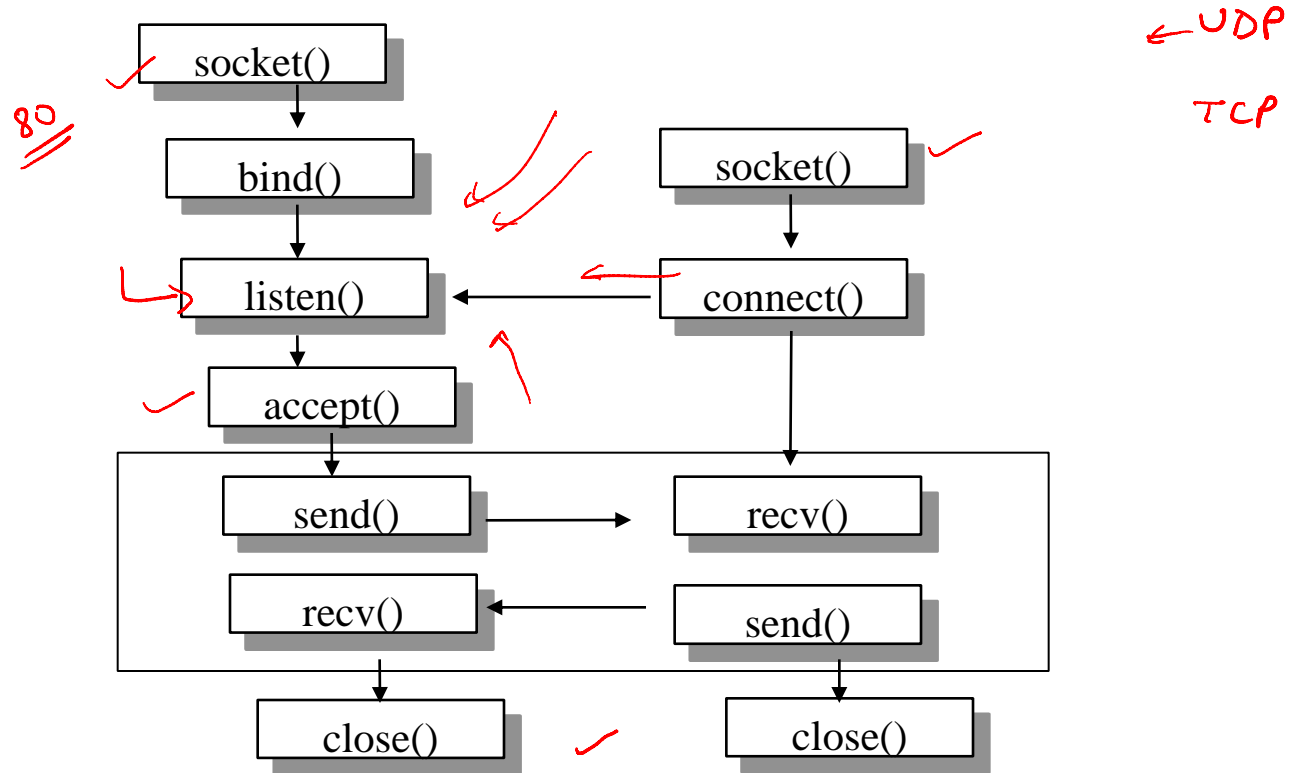 UDP
socket()
TCP
80
bind()
socket()
listen()
connect()
accept()
send()
recv()
recv()
send()
close()
close()